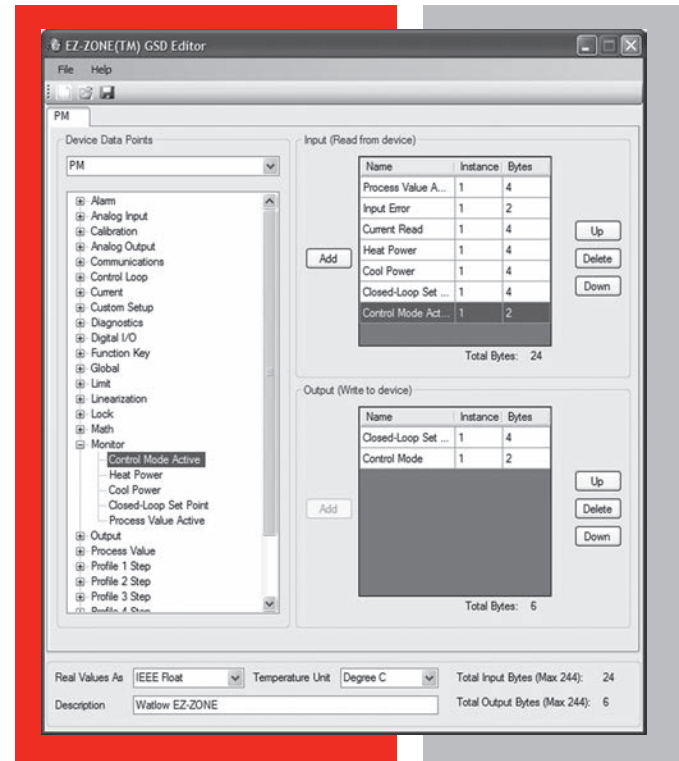 EZ-ZONE(TM) GSD Editor
File Help
PM
Device Data Points
PM
Alarm
Analog Input
Calibration
Analog Output
Communications
Control Loop
Current
Custom Setup
Diagnostics
Digital I/O
Function Key
Global
Limit
Linearization
Lock
Math
Monitor
Control Mode Active
Heat Power
Cool Power
Closed-Loop Set Point
Process Value Active
Output
Process Value
Profile 1 Step
Profile 2 Step
Profile 3 Step
Profile 4 Step
Input (Read from device)
Add
Name Instance Bytes
Process Value A... 1 4
Input Error 1 2
Current Read 1 4
Heat Power 1 4
Cool Power 1 4
Closed-Loop Set ... 1 4
Control Mode Act... 1 2
Total Bytes: 24
Up
Delete
Down
Output (Write to device)
Add
Name Instance Bytes
Closed-Loop Set ... 1 4
Control Mode 1 2
Total Bytes: 6
Up
Delete
Down
Real Values As IEEE Float Temperature Unit Degree C Total Input Bytes (Max 244): 24
Description Watlow EZ-ZONE Total Output Bytes (Max 244): 6